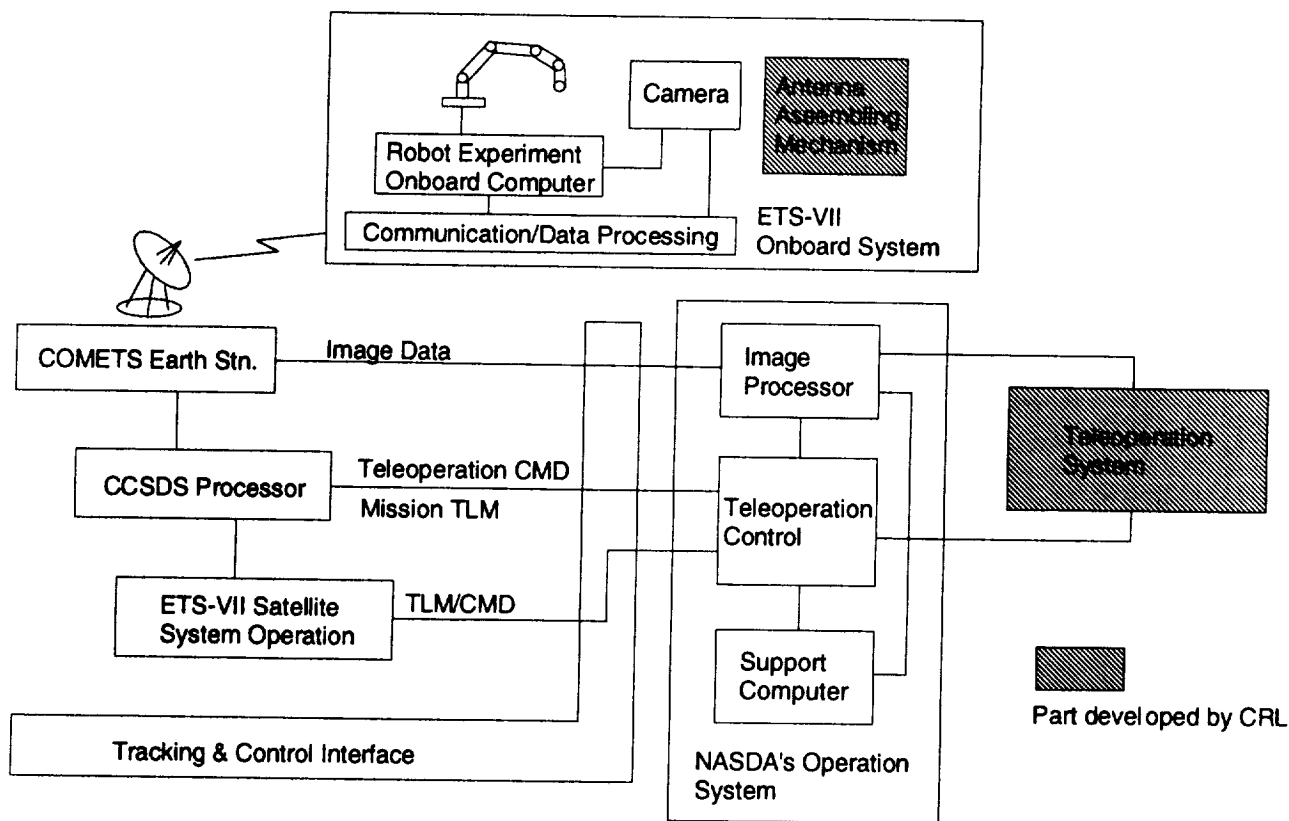 Camera
Antenna
Assembling
Mechanism
Robot Experiment
Onboard Computer
Communication/Data Processing
ETS-VII
Onboard System
COMETS Earth Stn.
Image Data
Image
Processor
Teleoperation
System
CCSDS Processor
Teleoperation CMD
Mission TLM
Teleoperation
Control
ETS-VII Satellite
System Operation
TLM/CMD
Support
Computer
Part developed by CRL
Tracking & Control Interface
NASDA's Operation
System